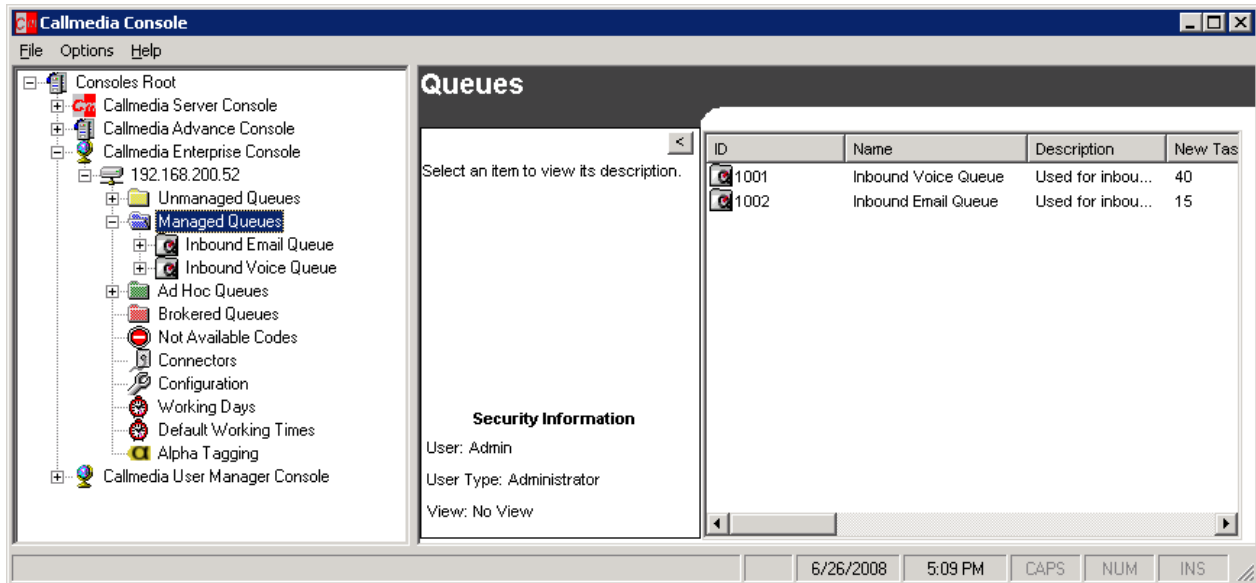 Callmedia Console
File Options Help
Consoles Root
Callmedia Server Console
Callmedia Advance Console
Callmedia Enterprise Console
192.168.200.52
Unmanaged Queues
Managed Queues
Inbound Email Queue
Inbound Voice Queue
Ad Hoc Queues
Brokered Queues
Not Available Codes
Connectors
Configuration
Working Days
Default Working Times
Alpha Tagging
Callmedia User Manager Console
Queues
<
Select an item to view its description.
Security Information
User: Admin
User Type: Administrator
View: No View
ID Name Description New Tas
1001 Inbound Voice Queue Used for inbou... 40
1002 Inbound Email Queue Used for inbou... 15
6/26/2008 5:09 PM CAPS NUM INS